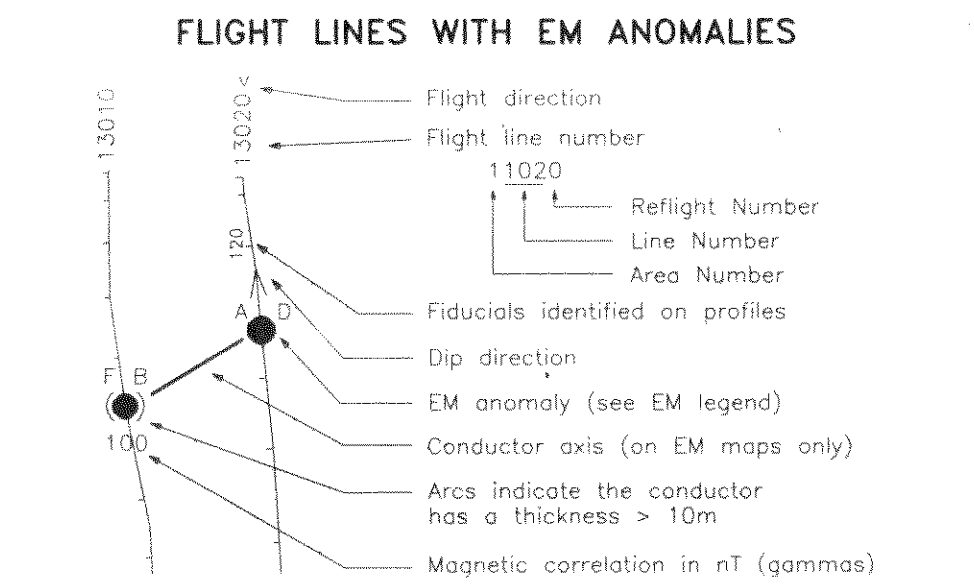 FLIGHT LINES WITH EM ANOMALIES
13010
13020 <
Flight direction
Flight line number
11020
Reflight Number
Line Number
Area Number
120
Fiducials identified on profiles
A D
Dip direction
F B
EM anomaly (see EM legend)
( )
100
Conductor axis (on EM maps only)
Arcs indicate the conductor
has a thickness > 10m
Magnetic correlation in nT (gammas)